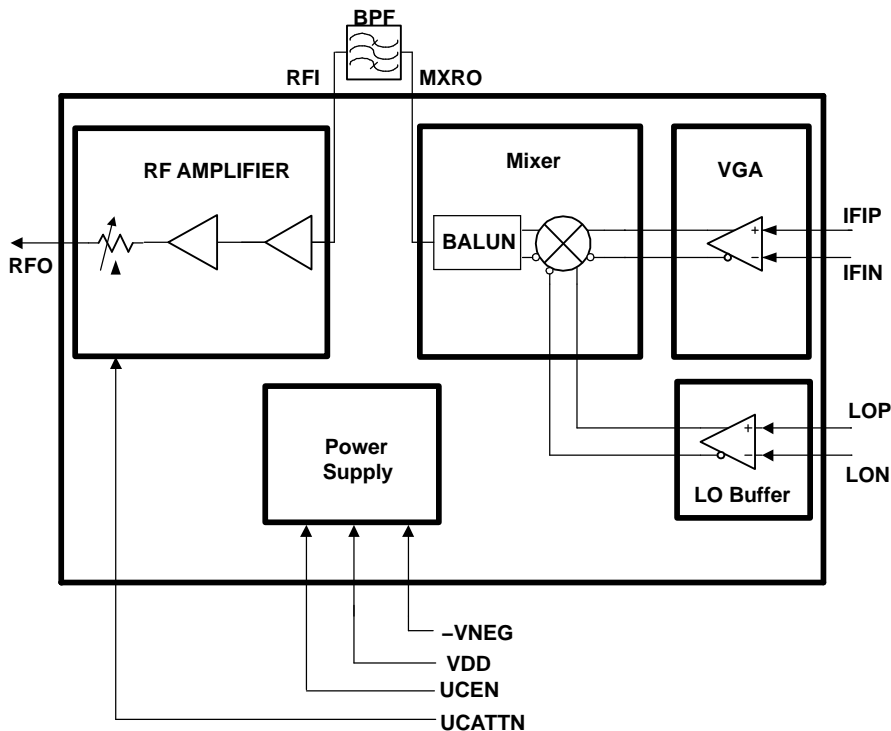 BPF
RFI
MXRO
RF AMPLIFIER
Mixer
VGA
IFIP
+
BALUN
−
RFO
IFIN
LOP
+
Power
Supply
−
LON
LO Buffer
−VNEG
VDD
UCEN
UCATTN